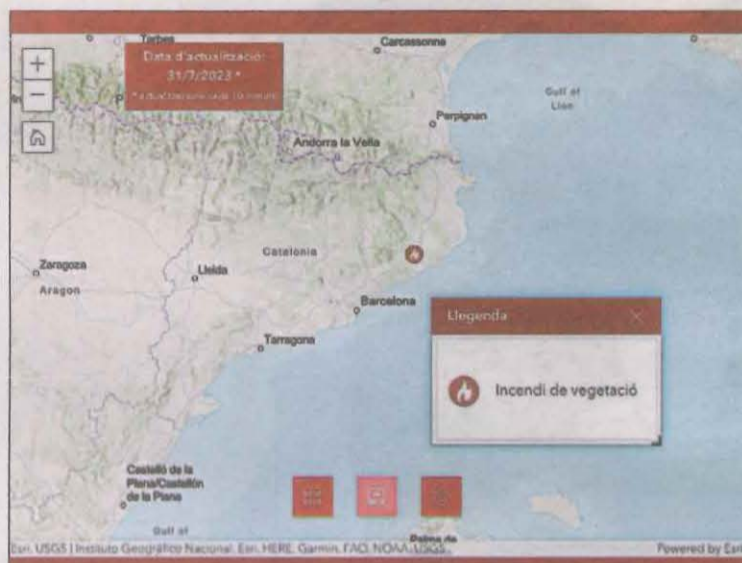 Tarbes
Carcassonne
Data d'actualització:
31/7/2023 *
Gulf of
Lion
Perpignan
Andorra la Vella
Catalonia
Zaragoza
Lleida
Aragon
Barcelona
Llegenda
Tarragona
Incendi de vegetació
Castelló de la
Plana/Castellón
de la Plana
Gulf of
Palma de
Esri, USGS | Instituto Geográfico Nacional, Esri, HERE, Garmin, FAO, NOAA, USGS
Powered by Esri